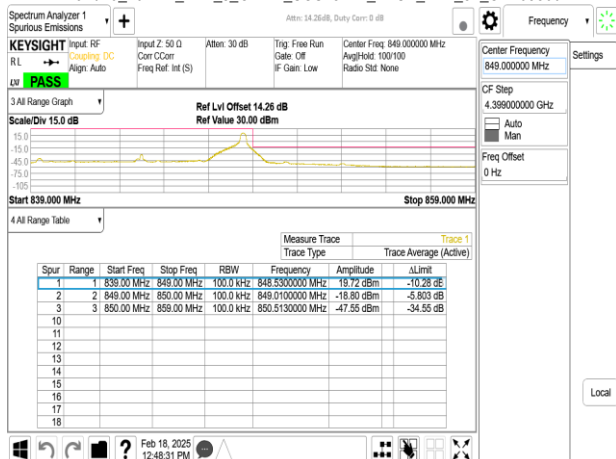 Spectrum Analyzer 1
Spurious Emissions
Attn: 14.26dB, Duty Corr: 0 dB
Frequency
KEYSIGHT
RL
PASS
Input: RF
Coupling: DC
Align: Auto
Input Z: 50 Ω
Corr CCorr
Freq Ref: Int (S)
Atten: 30 dB
Trig: Free Run
Gate: Off
IF Gain: Low
Center Freq: 849.000000 MHz
Avg|Hold: 100/100
Radio Std: None
Center Frequency
849.000000 MHz
Settings
CF Step
4.399000000 GHz
Auto
Man
Freq Offset
0 Hz
Local
3 All Range Graph
Scale/Div 15.0 dB
Ref Lvl Offset 14.26 dB
Ref Value 30.00 dBm
15.0
-15.0
-45.0
-75.0
-105
Start 839.000 MHz
Stop 859.000 MHz
4 All Range Table
Measure Trace Trace 1
Trace Type Trace Average (Active)
Spur Range Start Freq Stop Freq RBW Frequency Amplitude ΔLimit
1 1 839.00 MHz 849.00 MHz 100.0 kHz 848.5300000 MHz 19.72 dBm -10.28 dB
2 2 849.00 MHz 850.00 MHz 100.0 kHz 849.0100000 MHz -18.80 dBm -5.803 dB
3 3 850.00 MHz 859.00 MHz 100.0 kHz 850.5130000 MHz -47.55 dBm -34.55 dB
10
11
12
13
14
15
16
17
18
Feb 18, 2025
12:48:31 PM